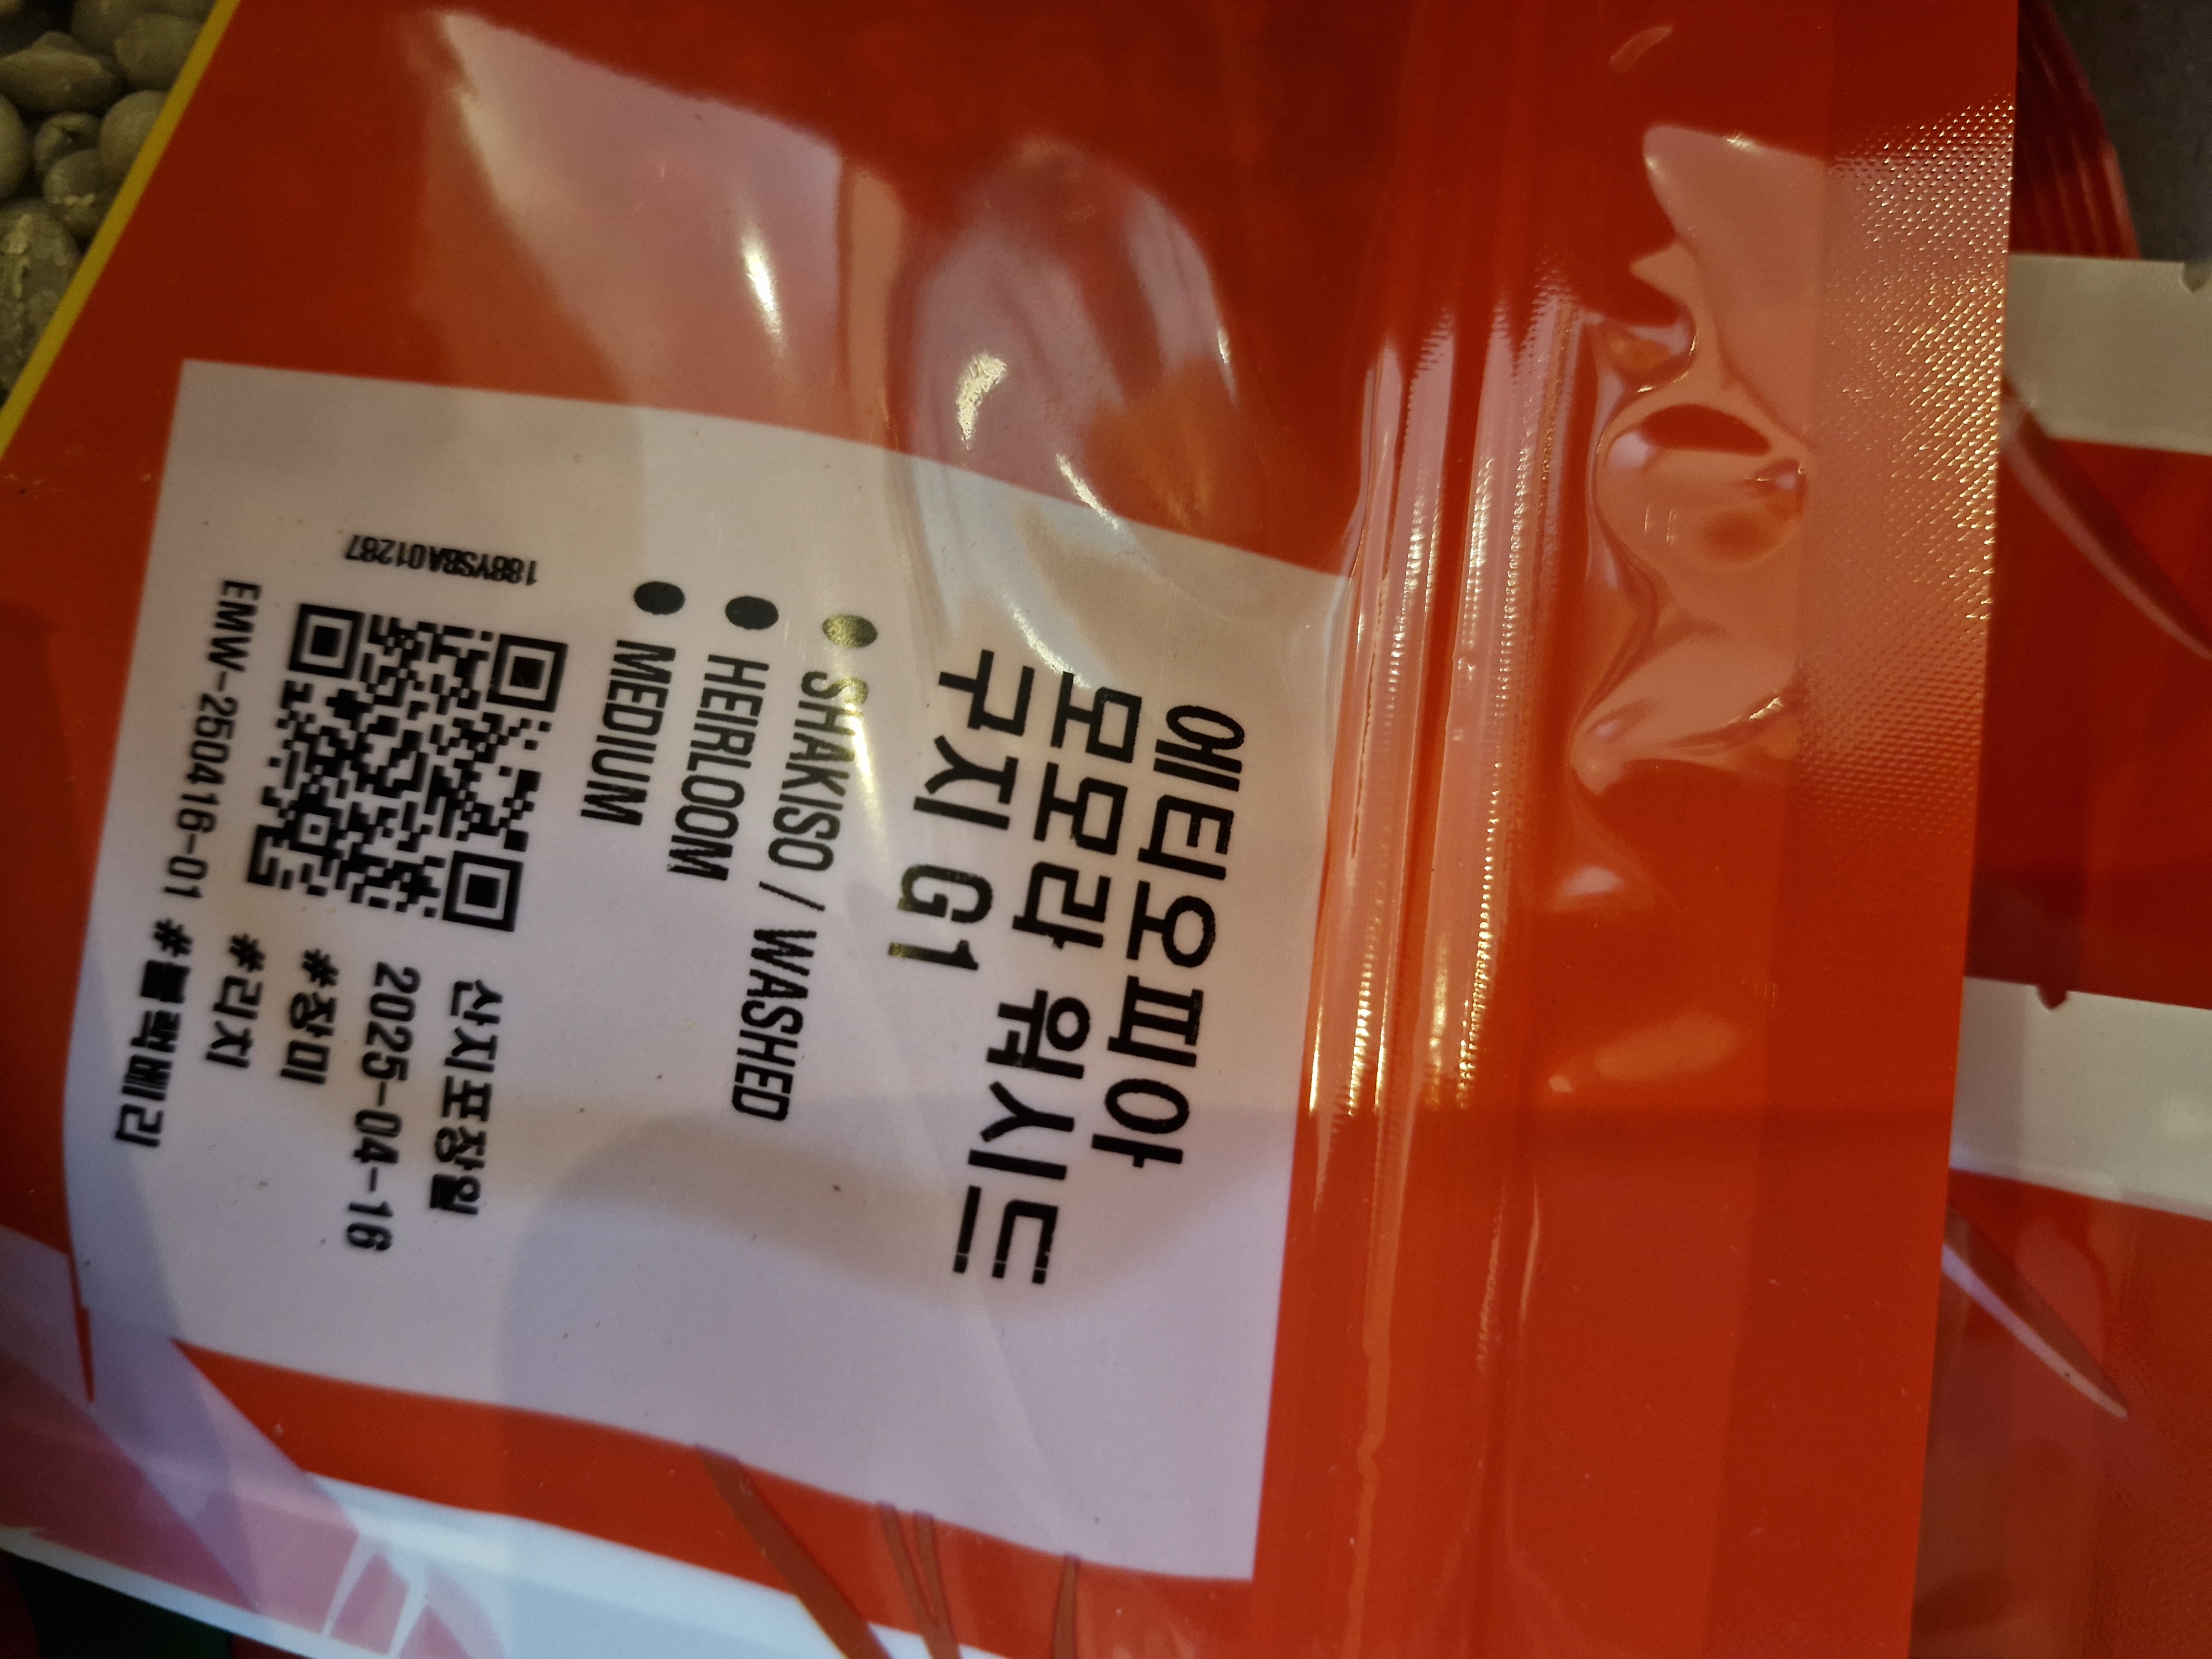 에티오피아
모모라 워시드
구지 G1
SHAKISO / WASHED
HEIRLOOM
MEDIUM
산지포장일
2025-04-16
#장미
#리치
EMW-250416-01 #블랙베리